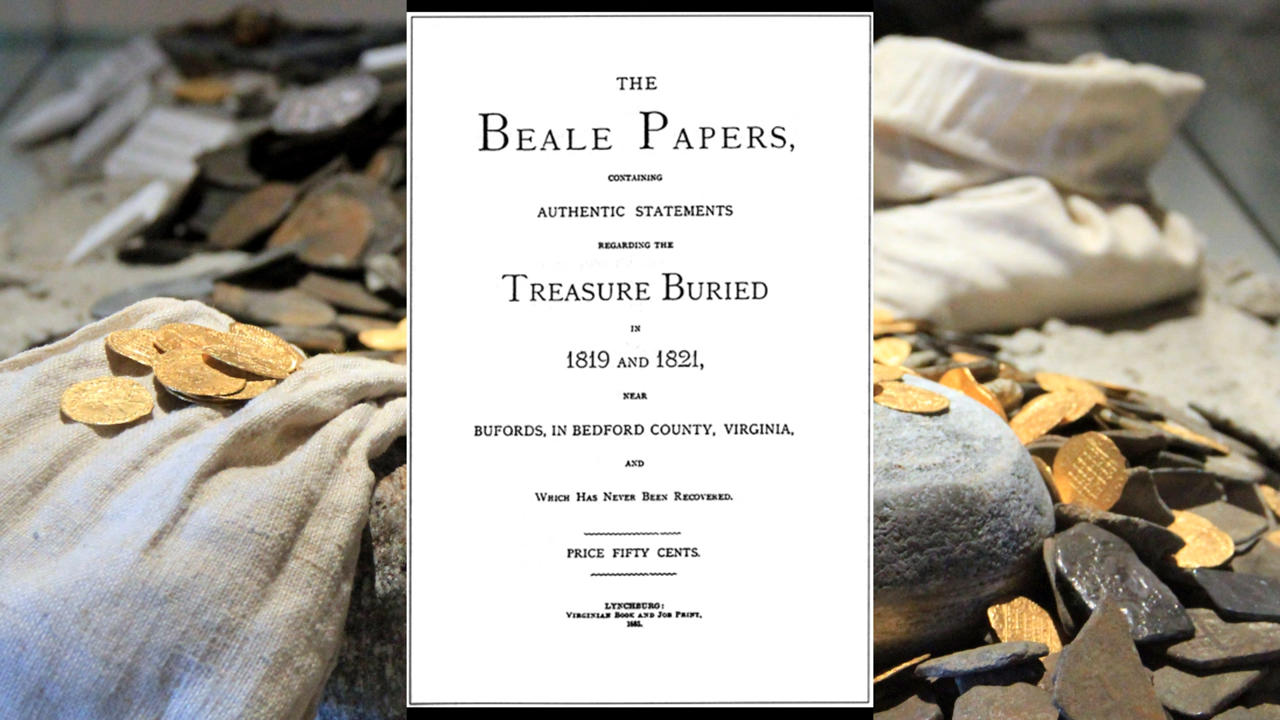 THE
BEALE PAPERS,
CONTAINING
AUTHENTIC STATEMENTS
REGARDING THE
TREASURE BURIED
IN
1819 AND 1821,
NEAR
BUFORDS, IN BEDFORD COUNTY, VIRGINIA,
AND
WHICH HAS NEVER BEEN RECOVERED.
PRICE FIFTY CENTS.
LYNCHBURG:
VIRGINIAN BOOK AND JOB PRINT,
1885.